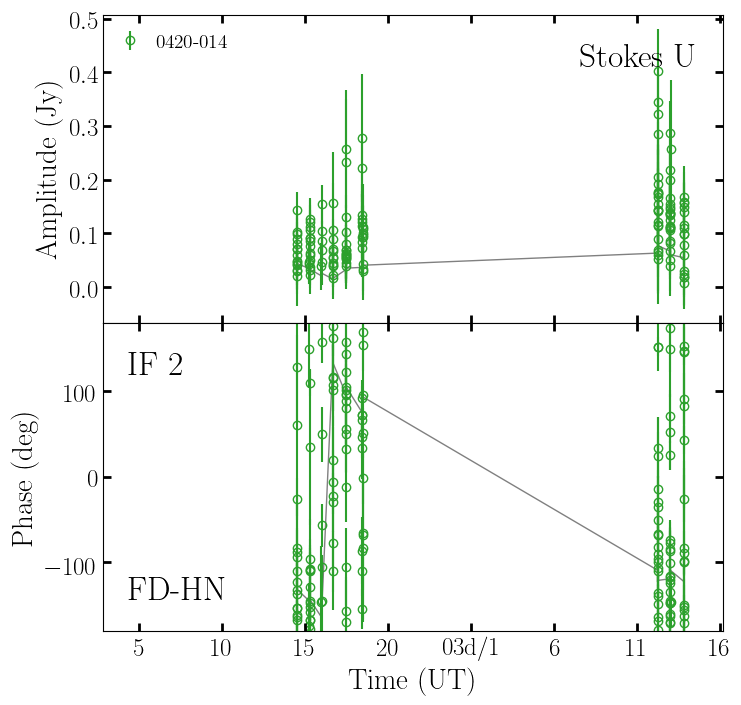 0420-014
Stokes U
0.5
0.4
0.3
0.2
0.1
0.0
Amplitude (Jy)
IF 2
100
0
−100
Phase (deg)
FD-HN
5 10 15 20 03d/1 6 11 16
Time (UT)